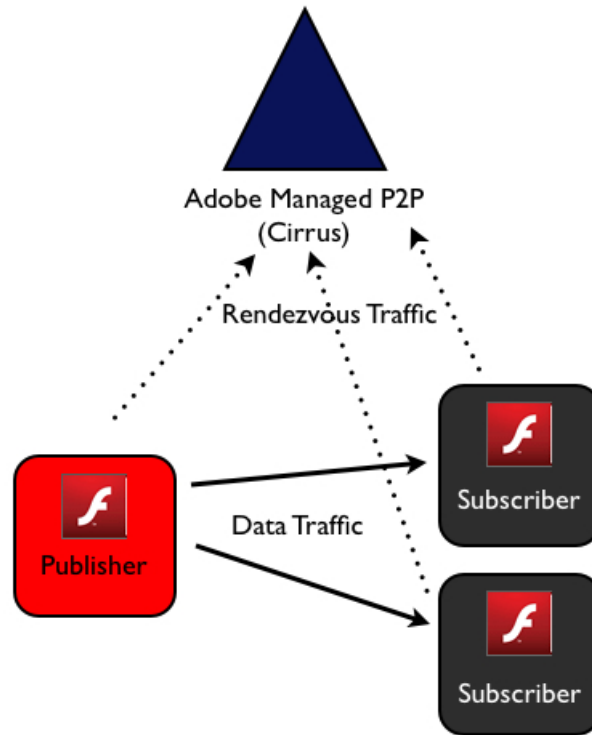 Adobe Managed P2P
(Cirrus)
Rendezvous Traffic
Subscriber
Data Traffic
Publisher
Subscriber